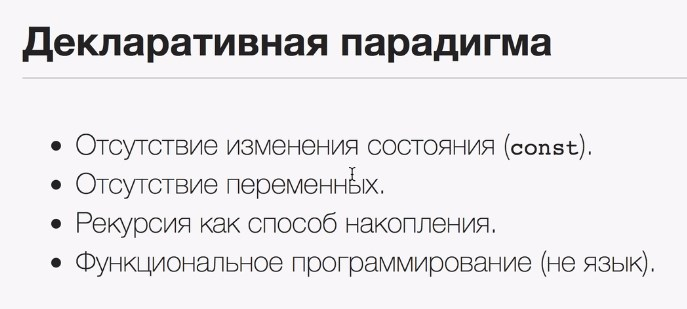 Декларативная парадигма
• Отсутствие изменения состояния (const).
• Отсутствие переменных.
• Рекурсия как способ накопления.
• Функциональное программирование (не язык).